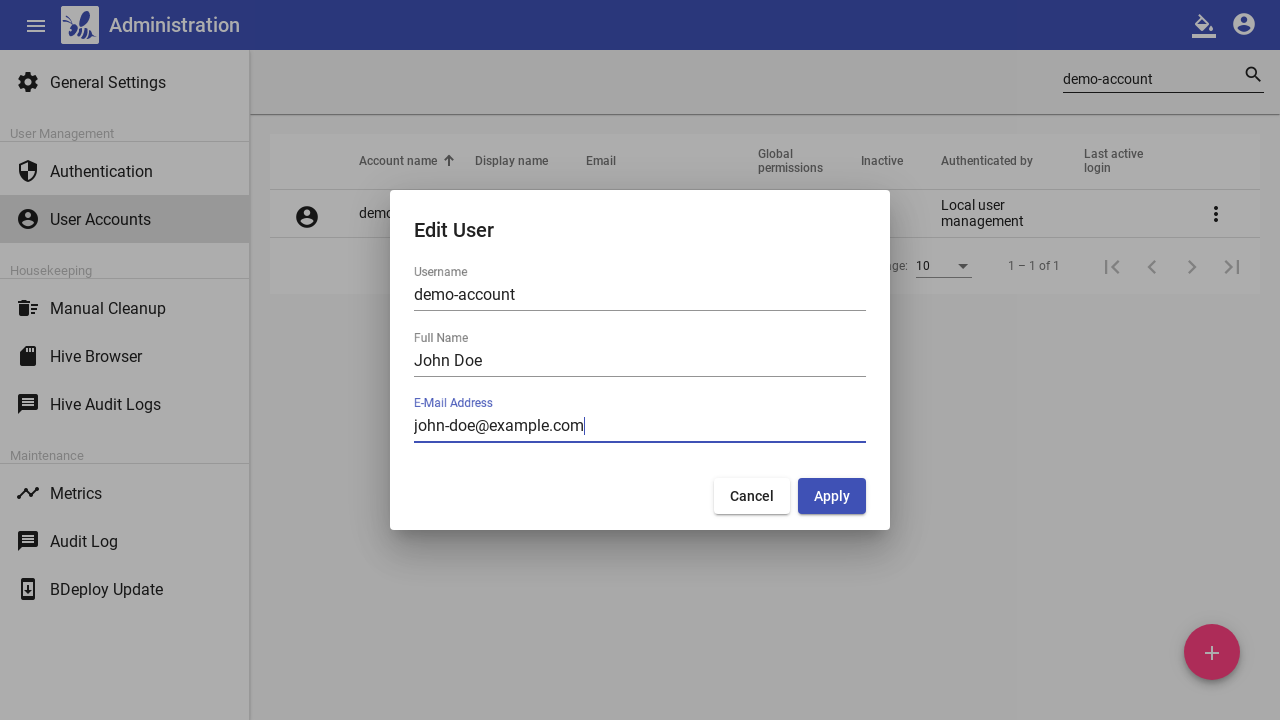 Administration
General Settings
demo-account
User Management
Authentication
User Accounts
Housekeeping
Manual Cleanup
Hive Browser
Hive Audit Logs
Maintenance
Metrics
Audit Log
BDeploy Update
Account name
Display name
Email
Global
permissions
Inactive
Authenticated by
Last active
login
Local user
management
10
1 – 1 of 1
Edit User
Username
demo-account
Full Name
John Doe
E-Mail Address
john-doe@example.com
Cancel
Apply